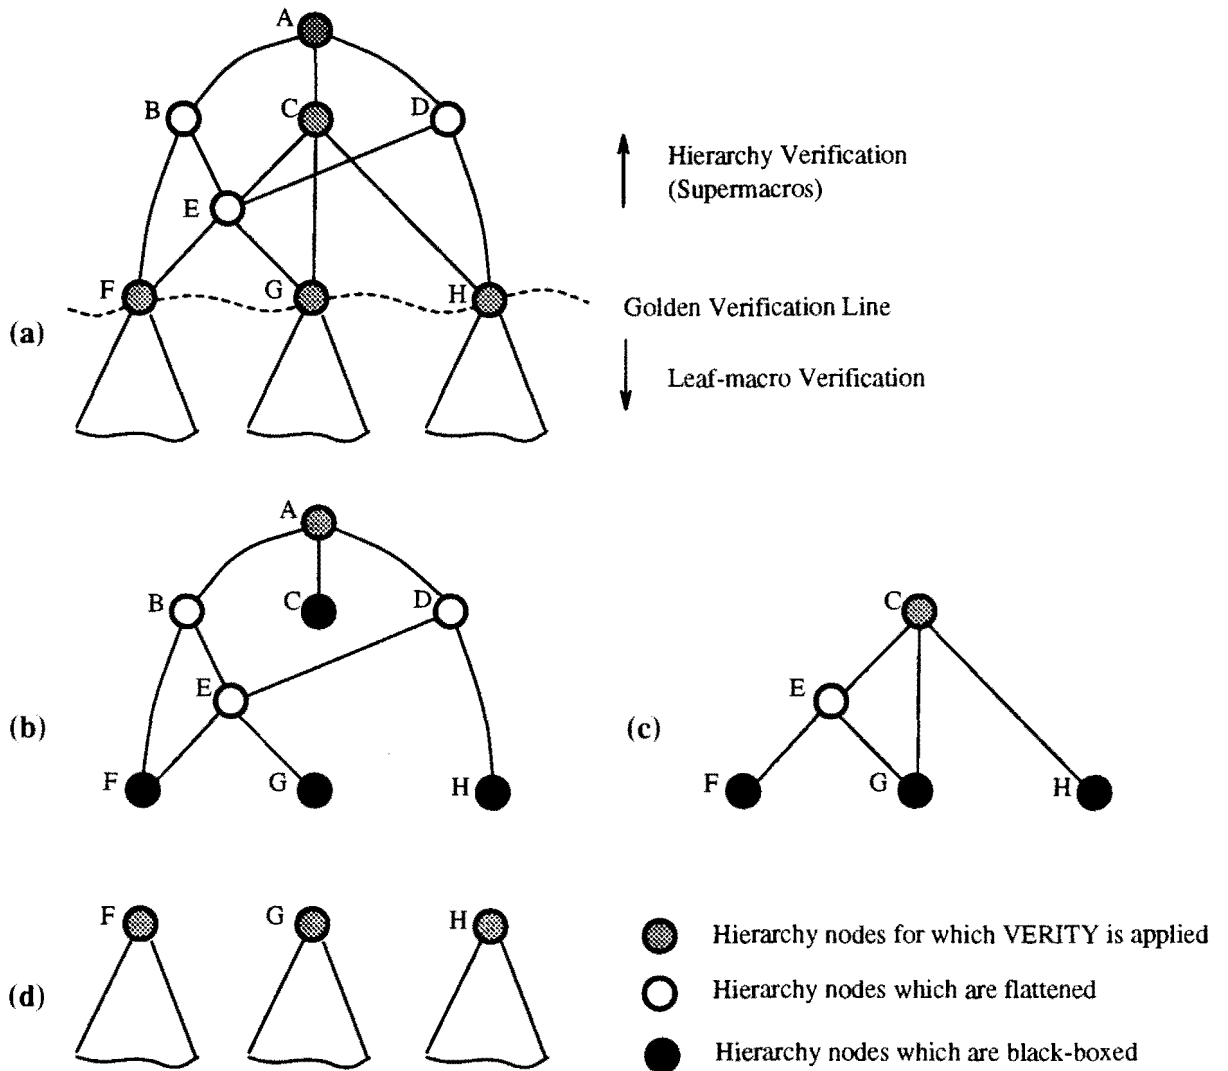 A
B
C
D
Hierarchy Verification
(Supermacros)
E
F
G
H
Golden Verification Line
(a)
Leaf-macro Verification
A
B
C
D
E
F
G
H
(b)
C
E
F
G
H
(c)
F
G
H
(d)
Hierarchy nodes for which VERITY is applied
Hierarchy nodes which are flattened
Hierarchy nodes which are black-boxed